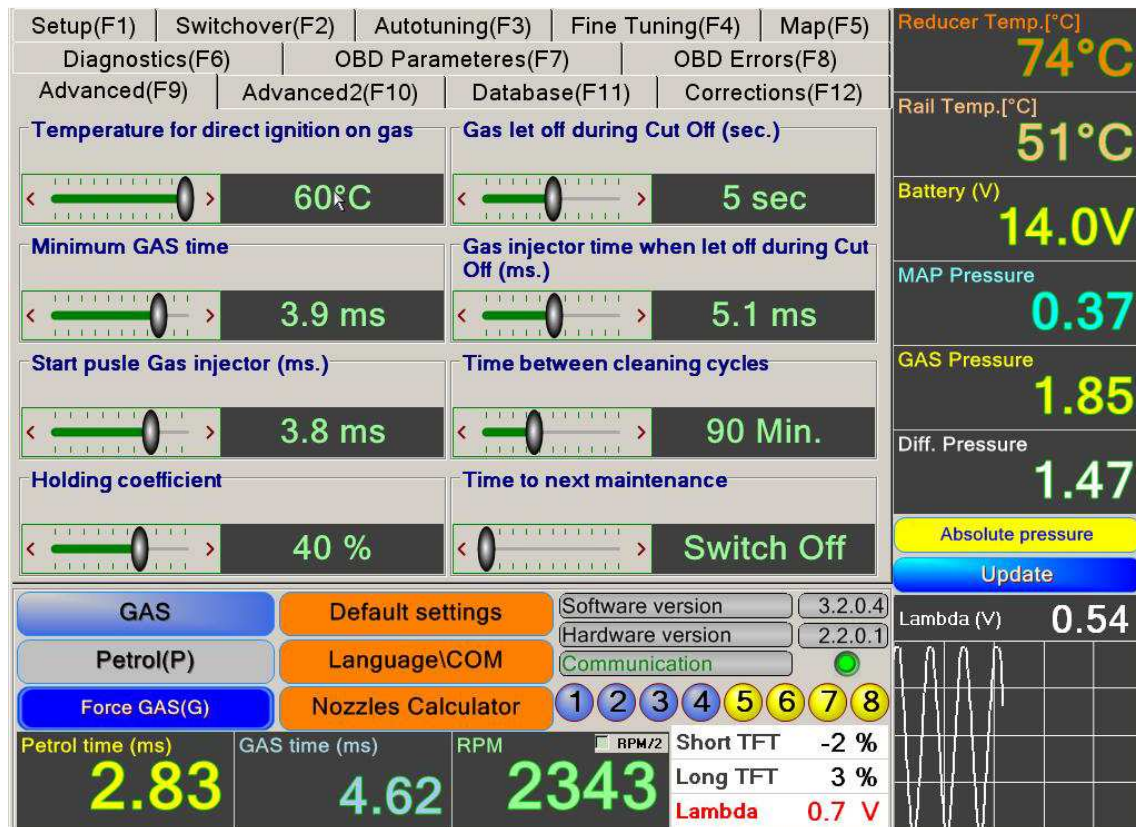 Setup(F1) Switchover(F2) Autotuning(F3) Fine Tuning(F4) Map(F5)
Diagnostics(F6) OBD Parameteres(F7) OBD Errors(F8)
Advanced(F9) Advanced2(F10) Database(F11) Corrections(F12)
Temperature for direct ignition on gas
60°C
Gas let off during Cut Off (sec.)
5 sec
Minimum GAS time
3.9 ms
Gas injector time when let off during Cut
Off (ms.)
5.1 ms
Start pusle Gas injector (ms.)
3.8 ms
Time between cleaning cycles
90 Min.
Holding coefficient
40 %
Time to next maintenance
Switch Off
Reducer Temp.[°C]
74°C
Rail Temp.[°C]
51°C
Battery (V)
14.0V
MAP Pressure
0.37
GAS Pressure
1.85
Diff. Pressure
1.47
Absolute pressure
Update
Lambda (V) 0.54
GAS
Petrol(P)
Force GAS(G)
Default settings
Language\COM
Nozzles Calculator
Software version 3.2.0.4
Hardware version 2.2.0.1
Communication
1 2 3 4 5 6 7 8
Petrol time (ms)
2.83
GAS time (ms)
4.62
RPM RPM/2
2343
Short TFT -2 %
Long TFT 3 %
Lambda 0.7 V